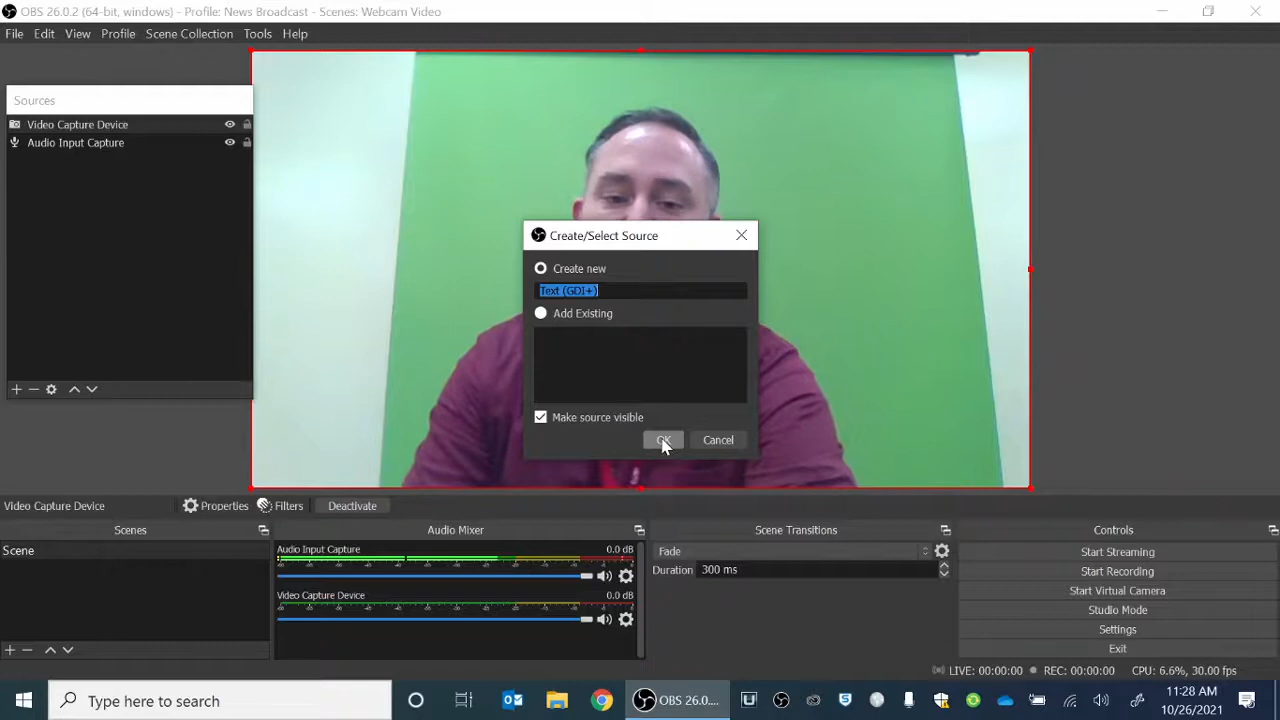 OBS 26.0.2 (64-bit, windows) - Profile: News Broadcast - Scenes: Webcam Video
File Edit View Profile Scene Collection Tools Help
Sources
Video Capture Device
Audio Input Capture
Create/Select Source
Create new
Text (GDI+)
Add Existing
Make source visible
OK Cancel
Video Capture Device Properties Filters Deactivate
Scenes Audio Mixer Scene Transitions Controls
Scene
Audio Input Capture 0.0 dB
Video Capture Device 0.0 dB
Fade
Duration 300 ms
Start Streaming
Start Recording
Start Virtual Camera
Studio Mode
Settings
Exit
LIVE: 00:00:00 REC: 00:00:00 CPU: 6.6%, 30.00 fps
Type here to search
OBS 26.0....
11:28 AM
10/26/2021